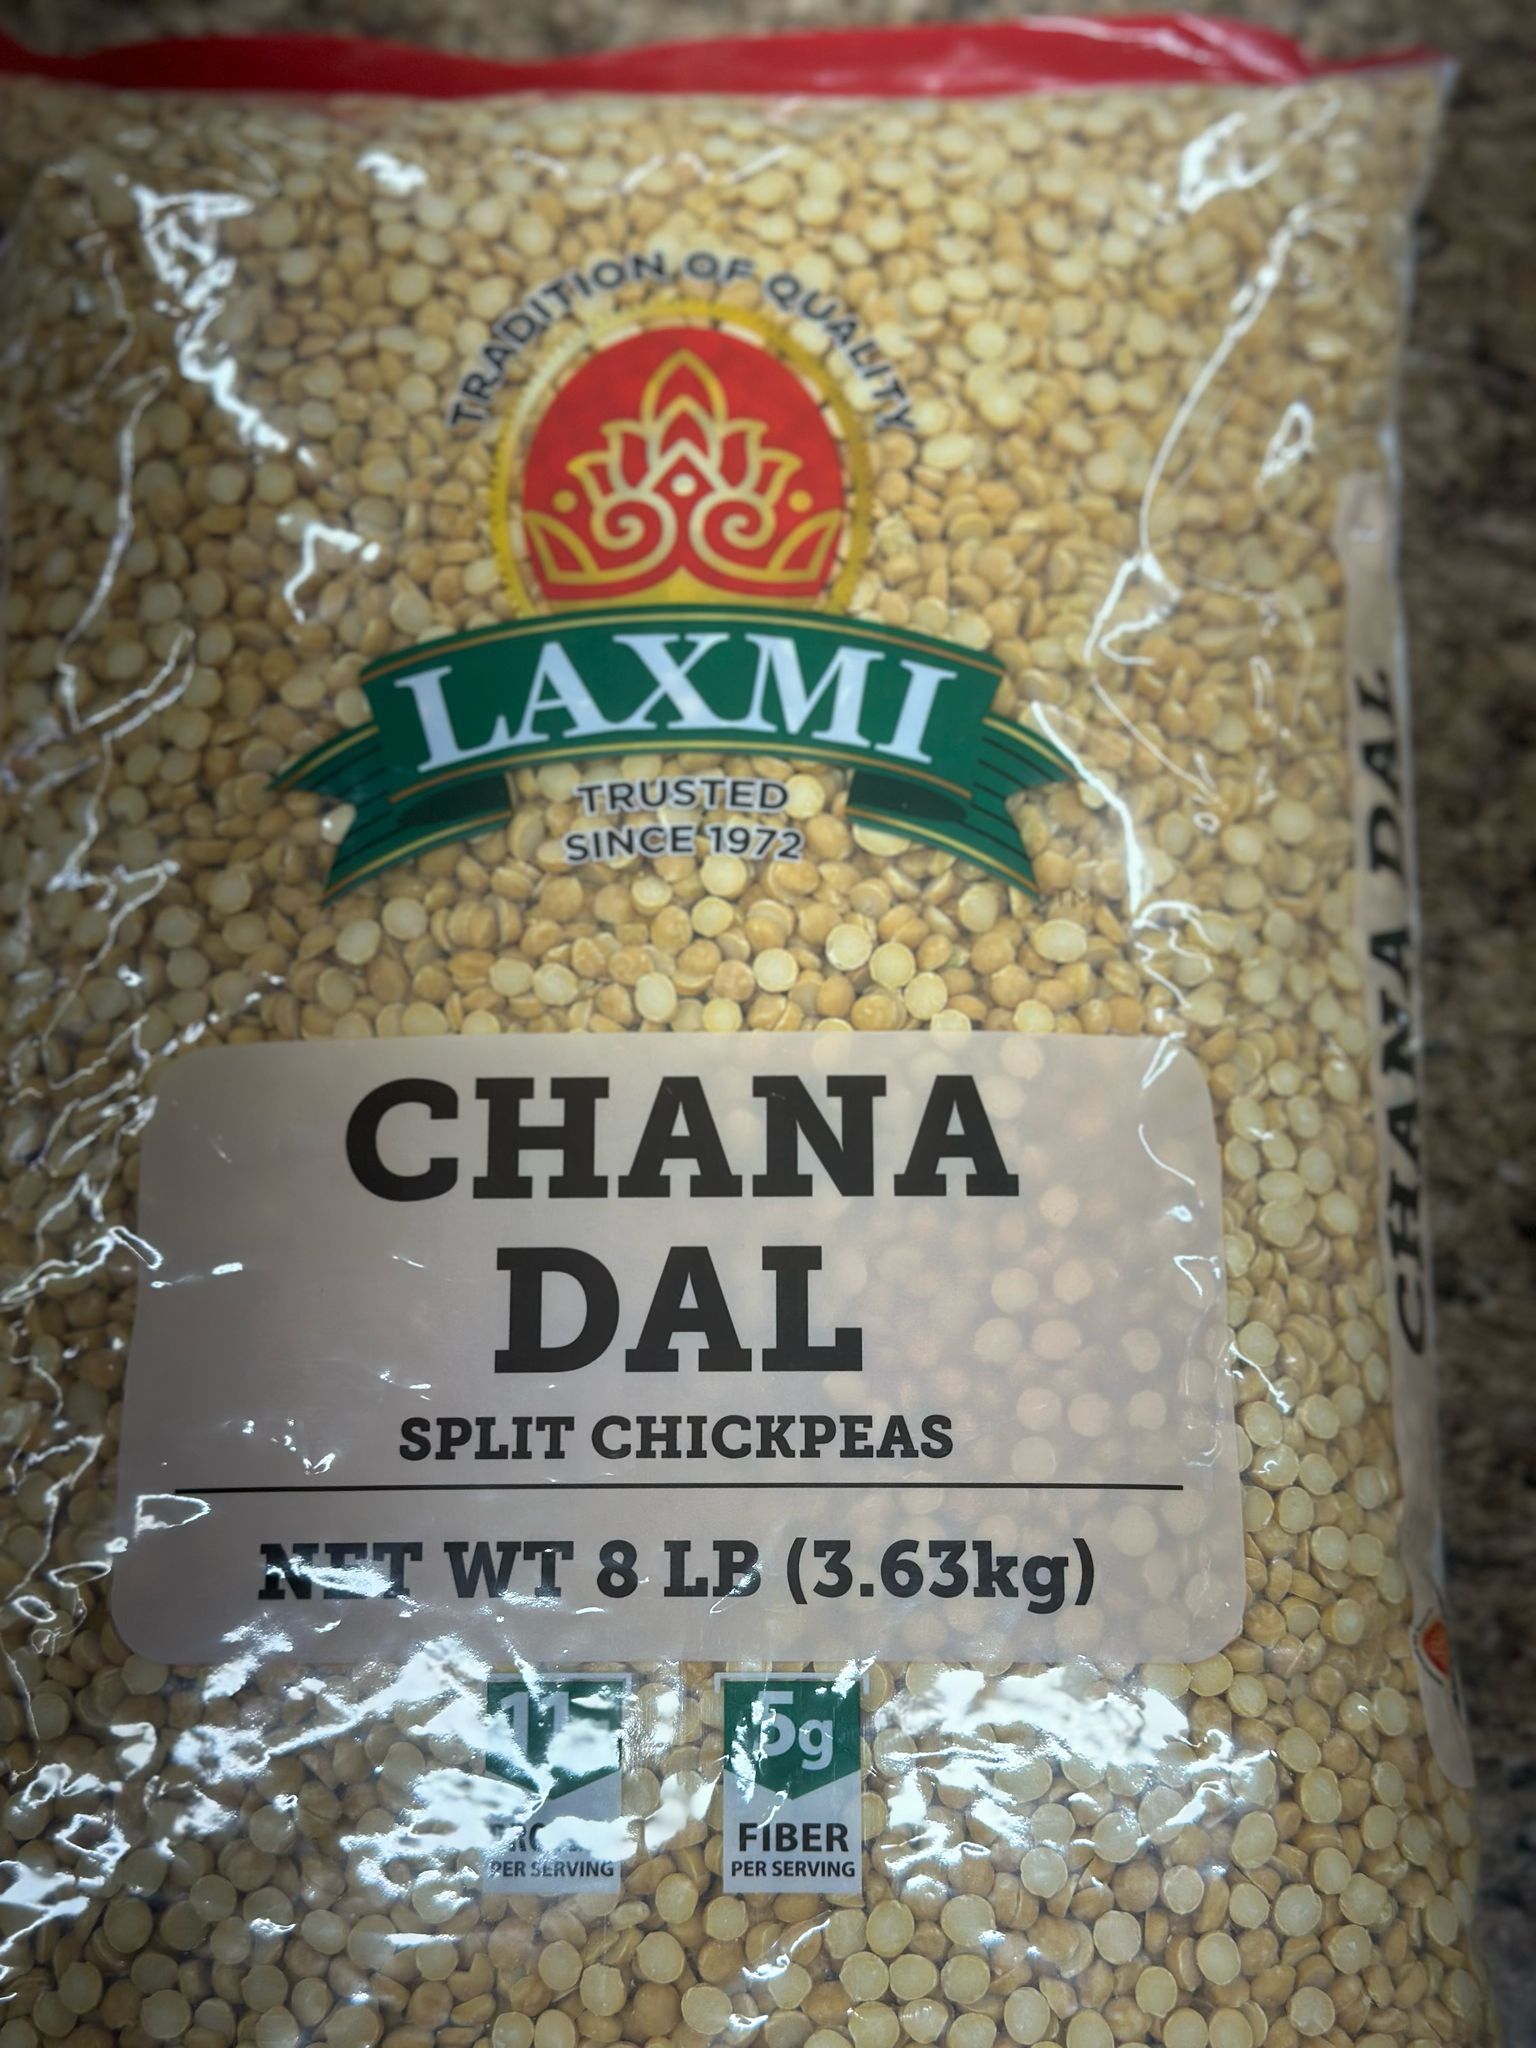 TRADITION OF QUALITY
LAXMI
TRUSTED
SINCE 1972
TM
CHANA
DAL
SPLIT CHICKPEAS
NET WT 8 LB (3.63kg)
PER SERVING
5g
FIBER
PER SERVING
CHANA DAL